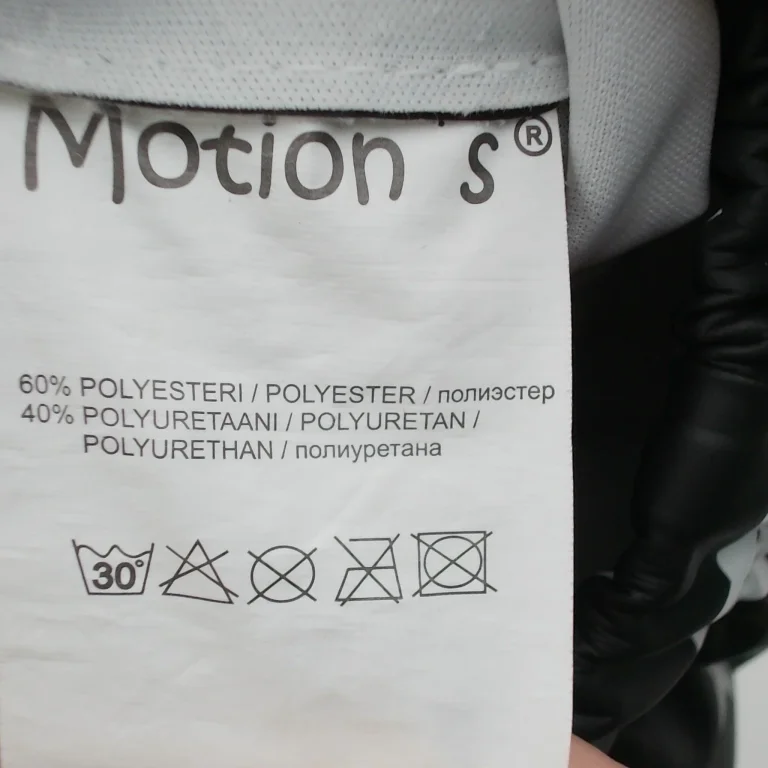 Motion's®
60% POLYESTERI / POLYESTER / полиэстер
40% POLYURETAANI / POLYURETAN /
POLYURETHAN / полиуретана
30°